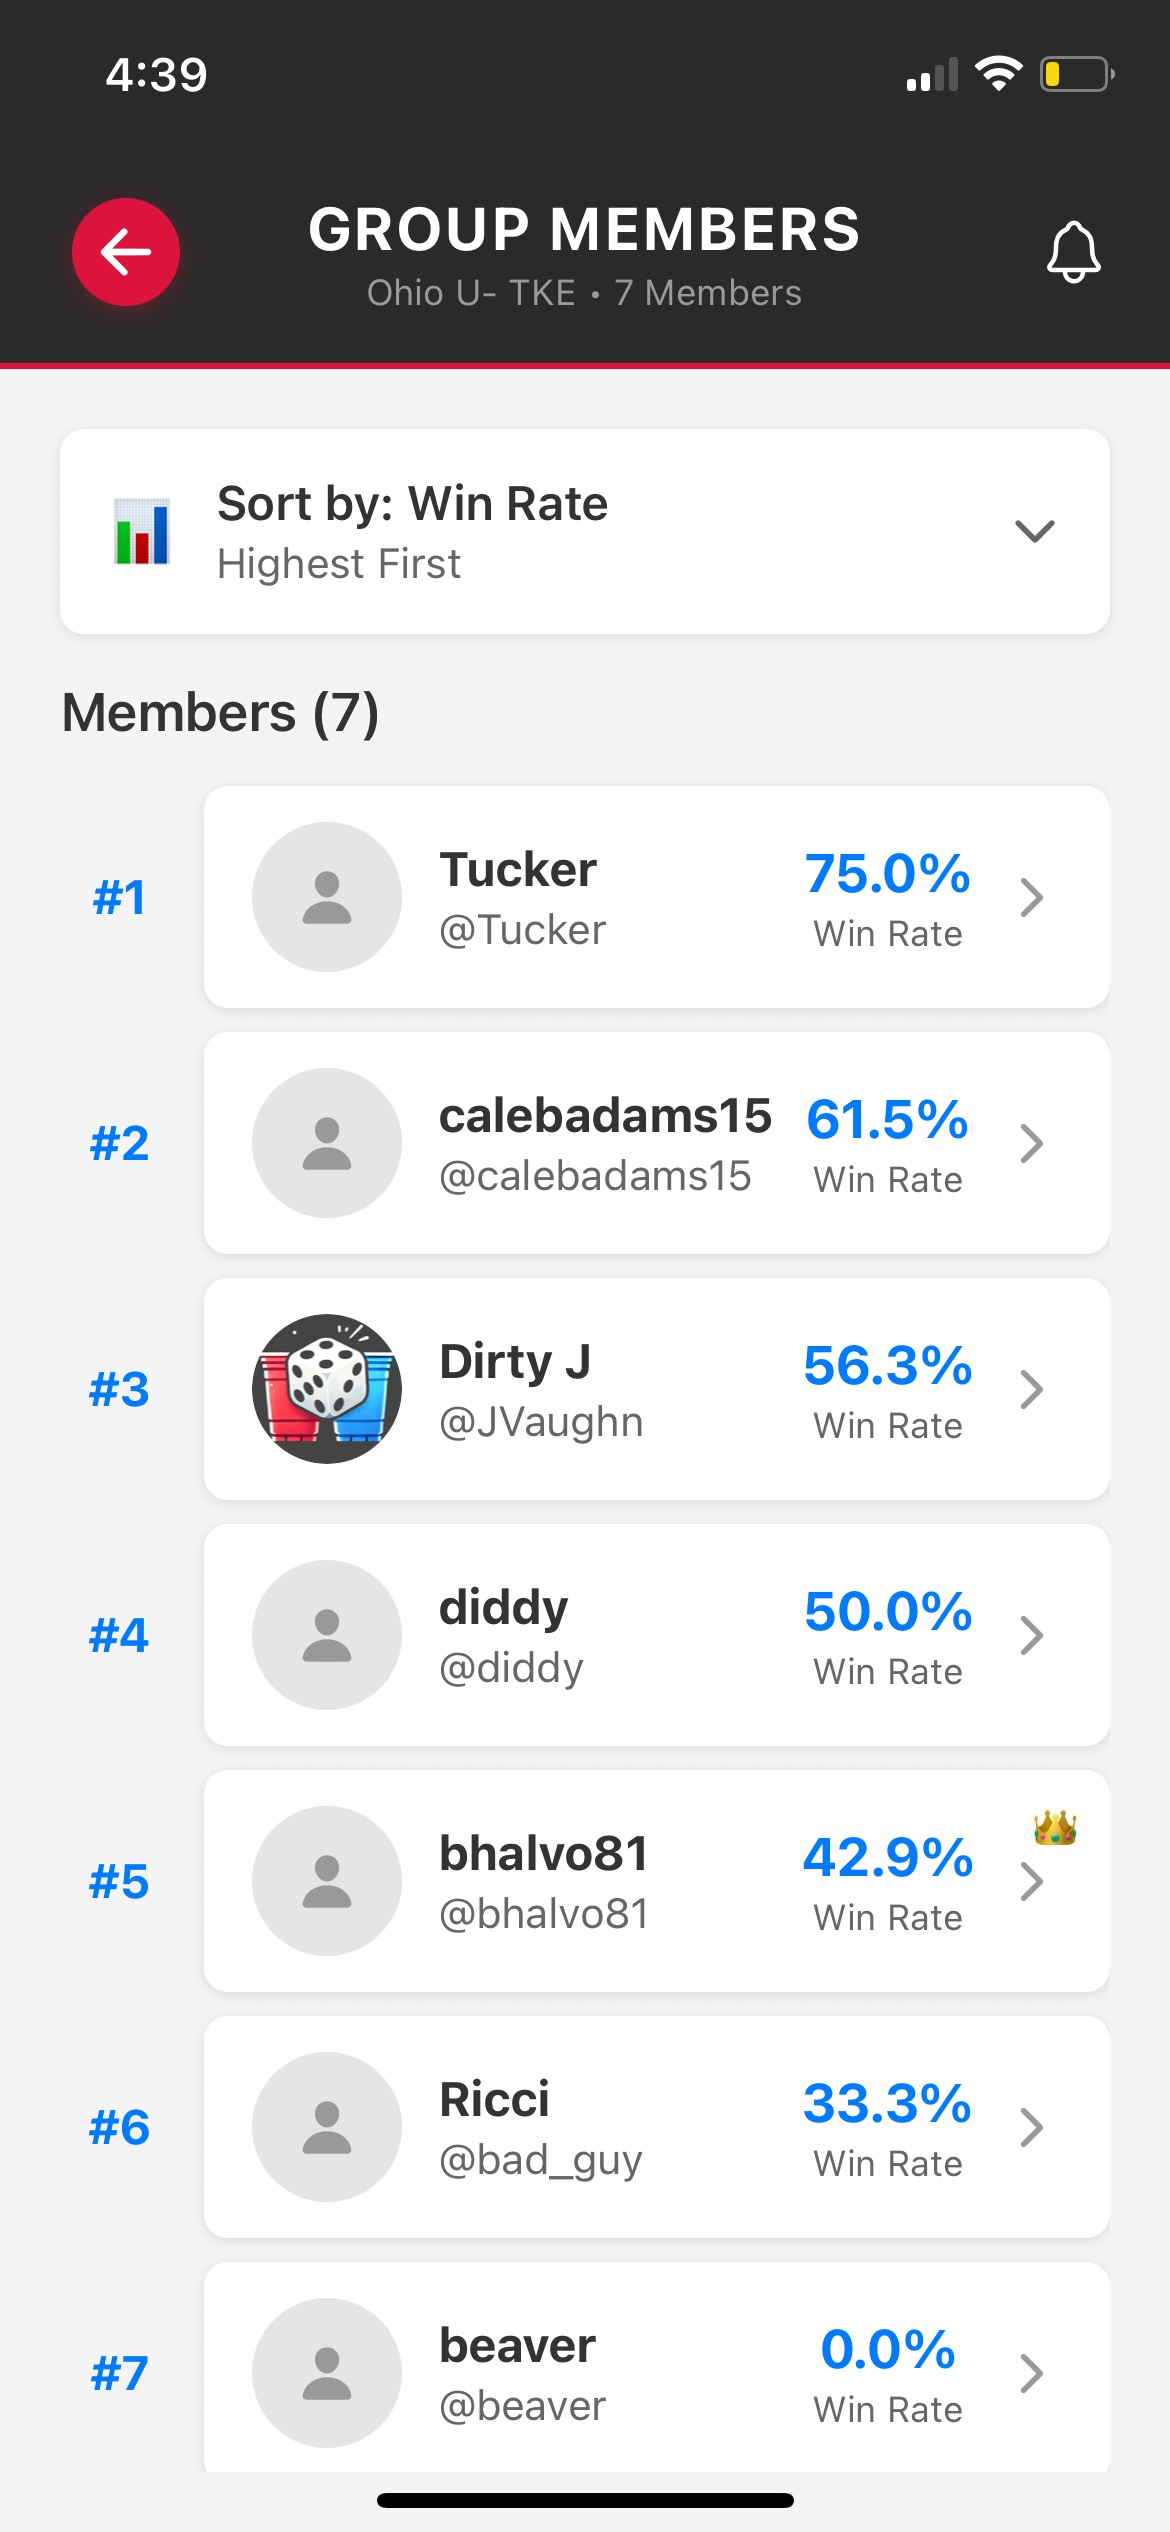 4:39
GROUP MEMBERS
Ohio U- TKE • 7 Members
Sort by: Win Rate
Highest First
Members (7)
#1
Tucker
@Tucker
75.0%
Win Rate
#2
calebadams15
@calebadams15
61.5%
Win Rate
#3
Dirty J
@JVaughn
56.3%
Win Rate
#4
diddy
@diddy
50.0%
Win Rate
#5
bhalvo81
@bhalvo81
42.9%
Win Rate
#6
Ricci
@bad_guy
33.3%
Win Rate
#7
beaver
@beaver
0.0%
Win Rate